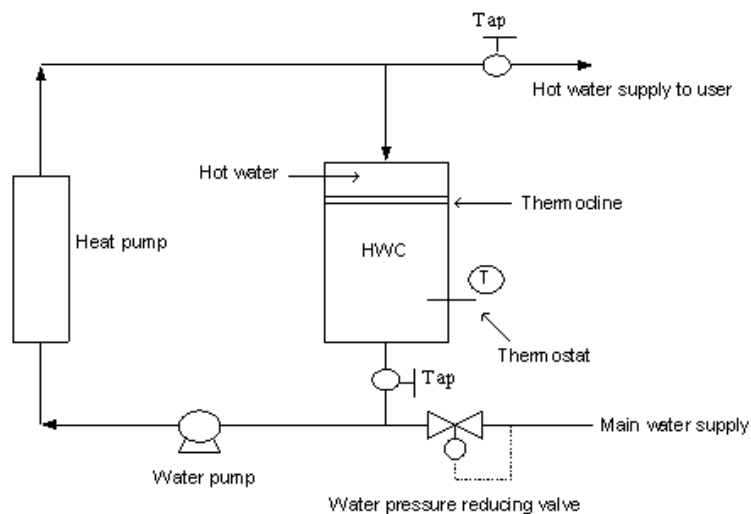 Tap
Hot water supply to user
Hot water
Thermocline
Heat pump
HWC
T
Thermostat
Tap
Main water supply
Water pump
Water pressure reducing valve